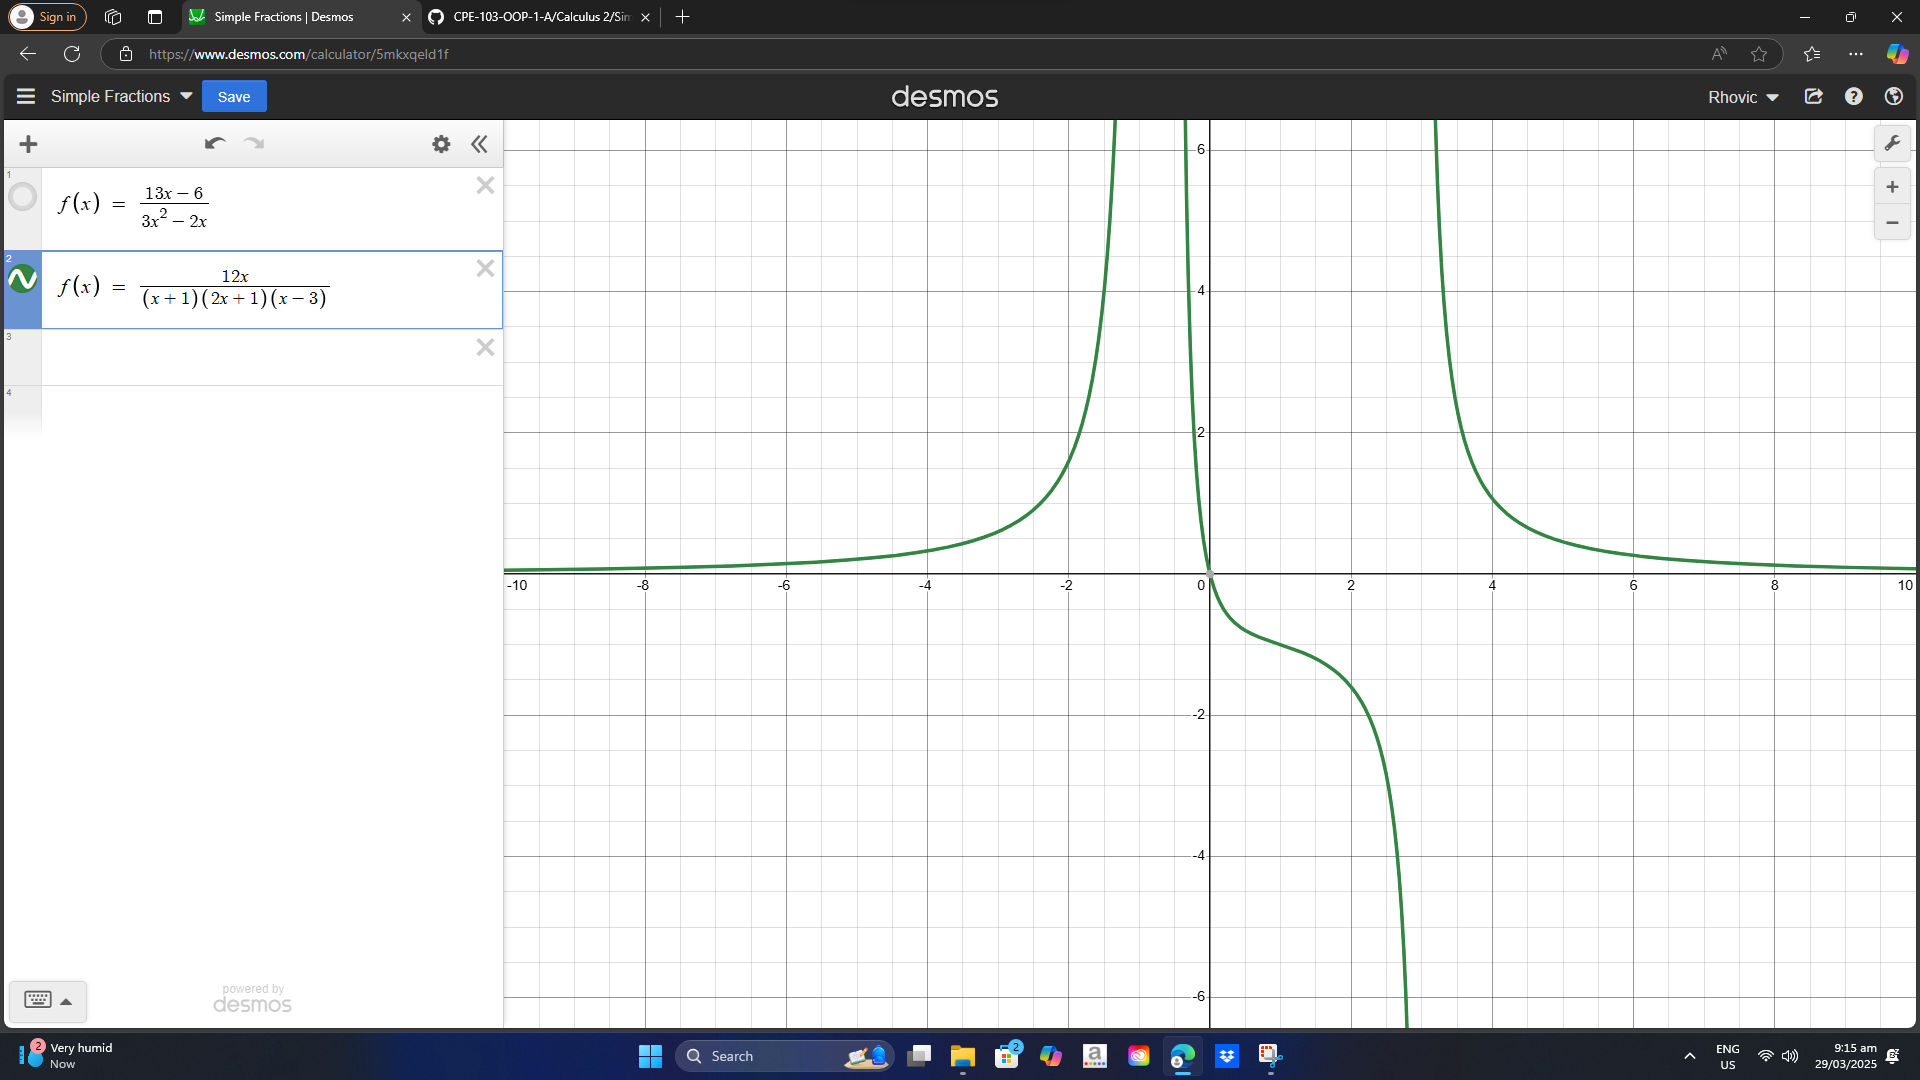 Sign in
Simple Fractions | Desmos
CPE-103-OOP-1-A/Calculus 2/Sim
https://www.desmos.com/calculator/5mkxqeld1f
Simple Fractions
Save
desmos
Rhovic
1
f(x) = \frac{13x - 6}{3x^2 - 2x}
2
f(x) = \frac{12x}{(x+1)(2x+1)(x-3)}
3
4
6
4
2
-10 -8 -6 -4 -2 0 2 4 6 8 10
-2
-4
-6
powered by
desmos
2
Very humid
Now
Search
2
a
ENG
US
9:15 am
29/03/2025